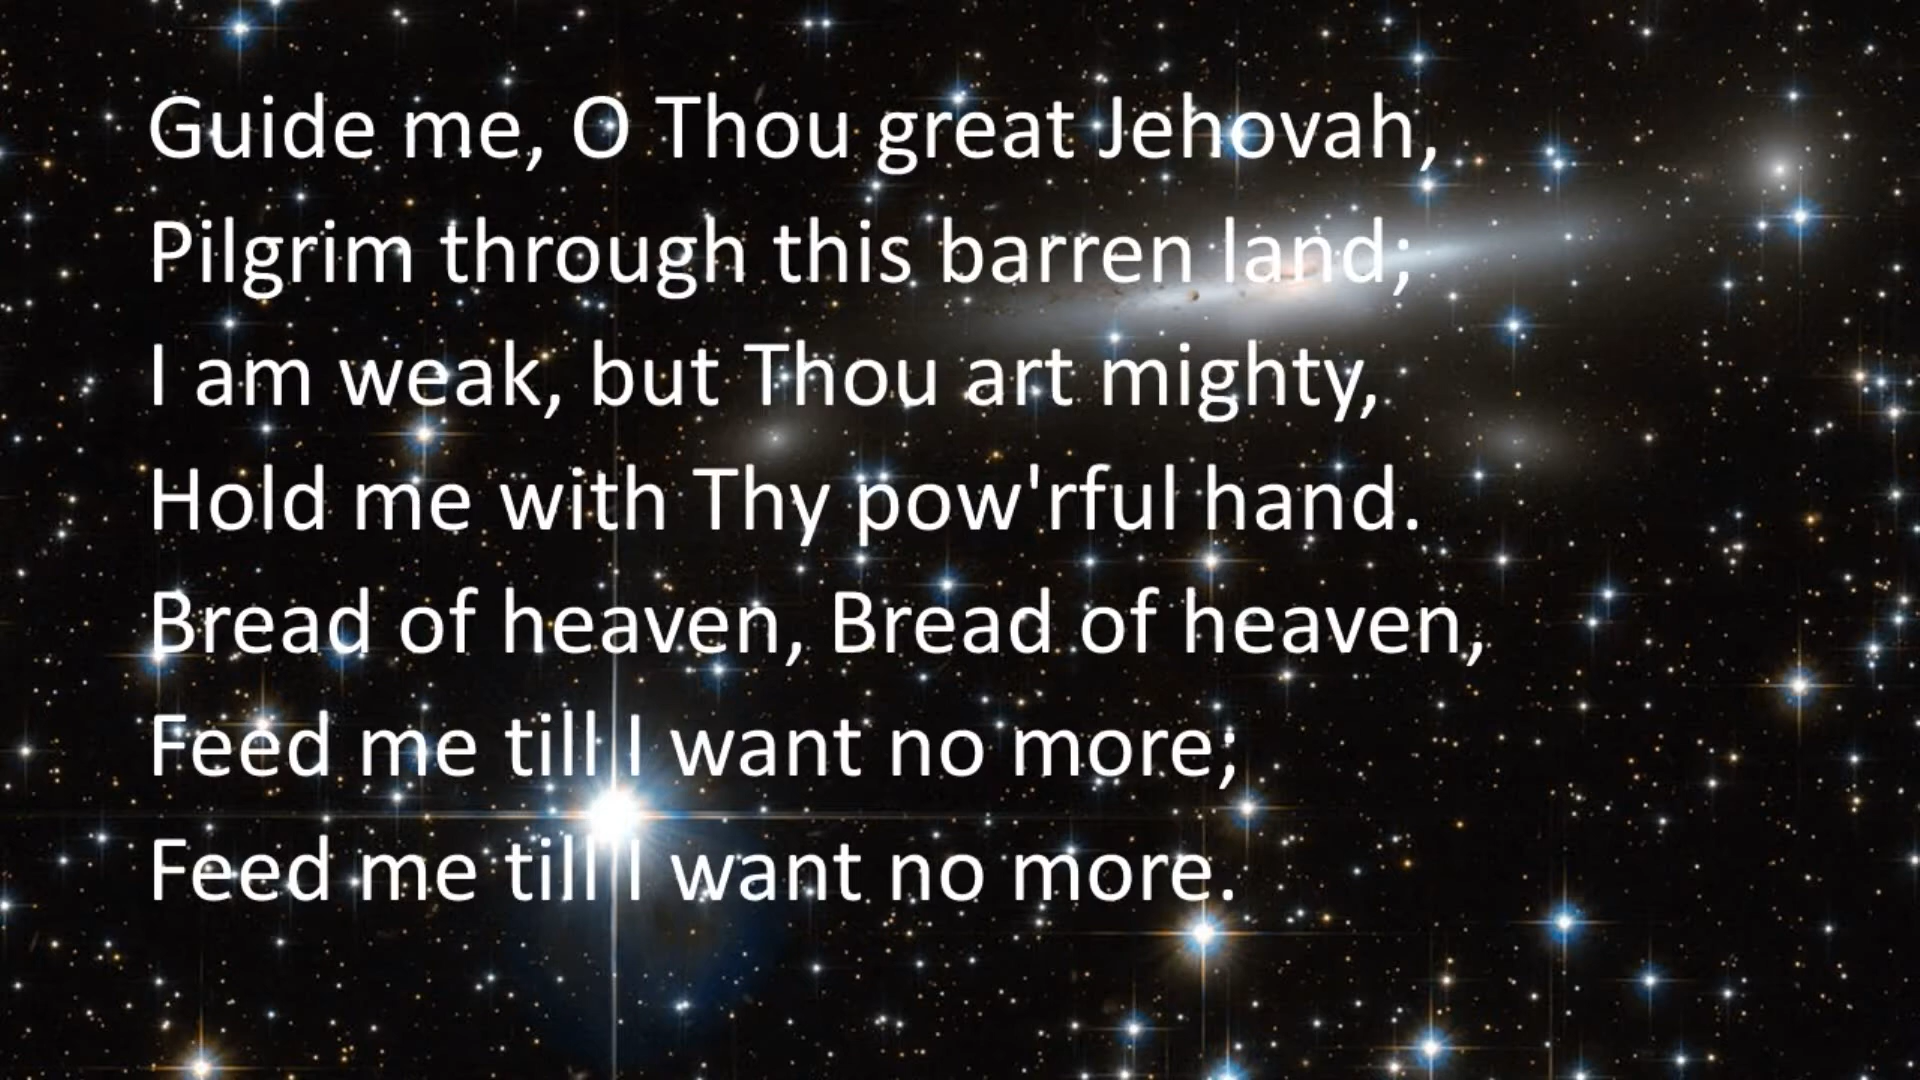 Guide me, O Thou great Jehovah,
Pilgrim through this barren land;
I am weak, but Thou art mighty,
Hold me with Thy pow'rful hand.
Bread of heaven, Bread of heaven,
Feed me till I want no more;
Feed me till I want no more.